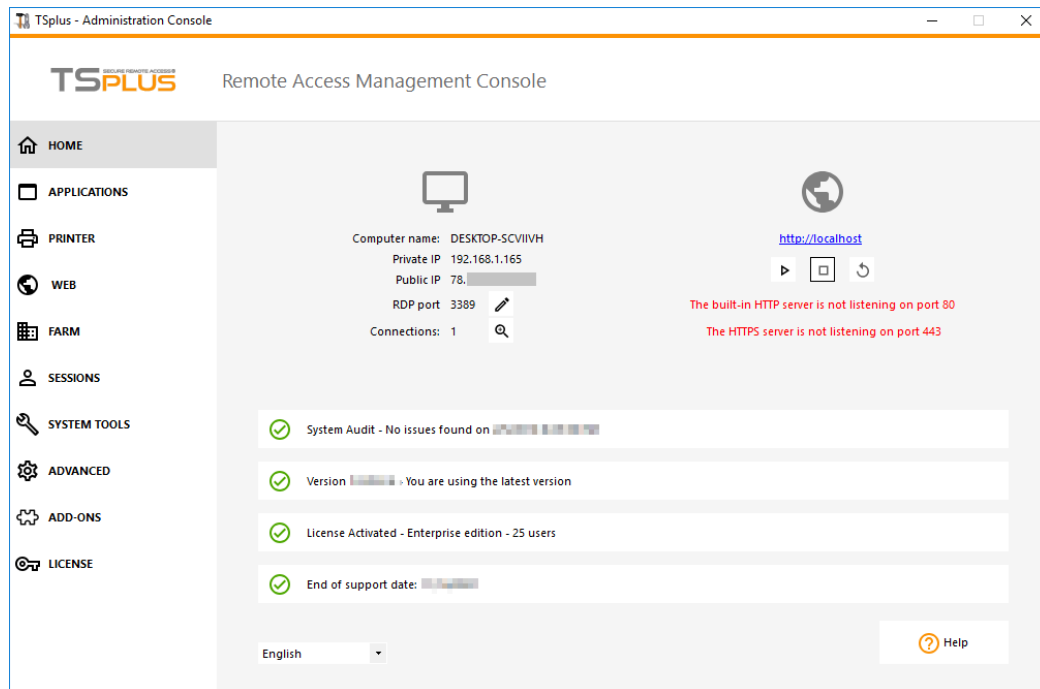 TSplus - Administration Console
SECURE REMOTE ACCESS®
TSPLUS
Remote Access Management Console
HOME
APPLICATIONS
PRINTER
WEB
FARM
SESSIONS
SYSTEM TOOLS
ADVANCED
ADD-ONS
LICENSE
Computer name: DESKTOP-SCVIIVH
Private IP 192.168.1.165
Public IP 78.
RDP port 3389
Connections: 1
http://localhost
The built-in HTTP server is not listening on port 80
The HTTPS server is not listening on port 443
System Audit - No issues found on
Version - You are using the latest version
License Activated - Enterprise edition - 25 users
End of support date:
English
Help